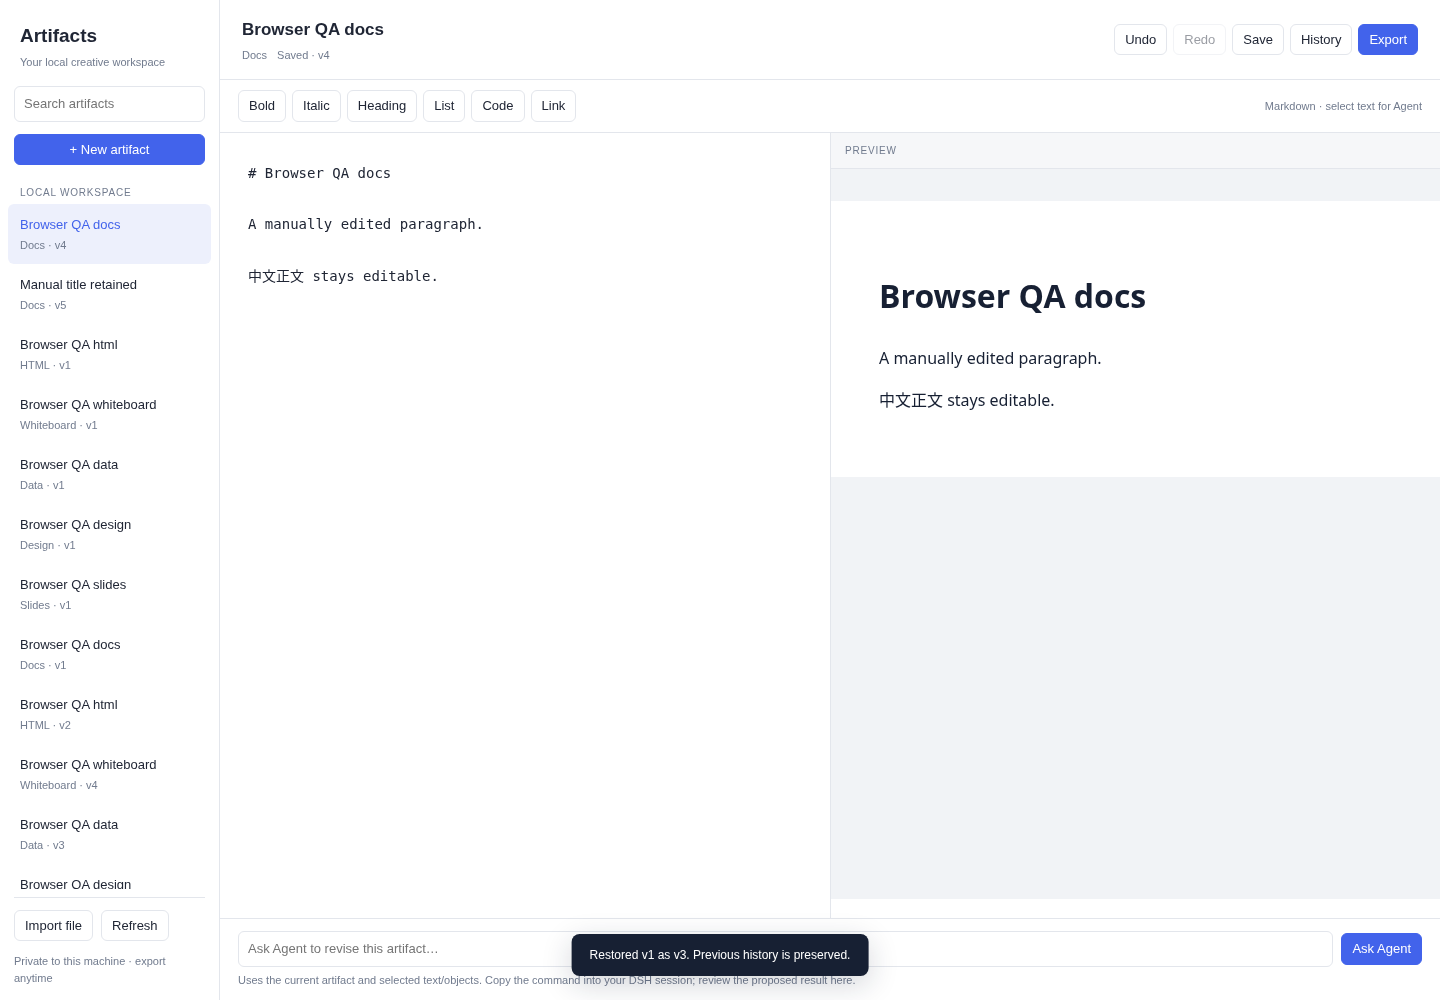 Artifacts
Your local creative workspace
Search artifacts
+ New artifact
LOCAL WORKSPACE
Browser QA docs
Docs · v4
Manual title retained
Docs · v5
Browser QA html
HTML · v1
Browser QA whiteboard
Whiteboard · v1
Browser QA data
Data · v1
Browser QA design
Design · v1
Browser QA slides
Slides · v1
Browser QA docs
Docs · v1
Browser QA html
HTML · v2
Browser QA whiteboard
Whiteboard · v4
Browser QA data
Data · v3
Browser QA design
Import file Refresh
Private to this machine · export
anytime
Browser QA docs
Docs Saved · v4
Undo Redo Save History Export
Bold Italic Heading List Code Link
Markdown · select text for Agent
# Browser QA docs
A manually edited paragraph.
中文正文 stays editable.
PREVIEW
Browser QA docs
A manually edited paragraph.
中文正文 stays editable.
Ask Agent to revise this artifact…
Ask Agent
Restored v1 as v3. Previous history is preserved.
Uses the current artifact and selected text/objects. Copy the command into your DSH session; review the proposed result here.